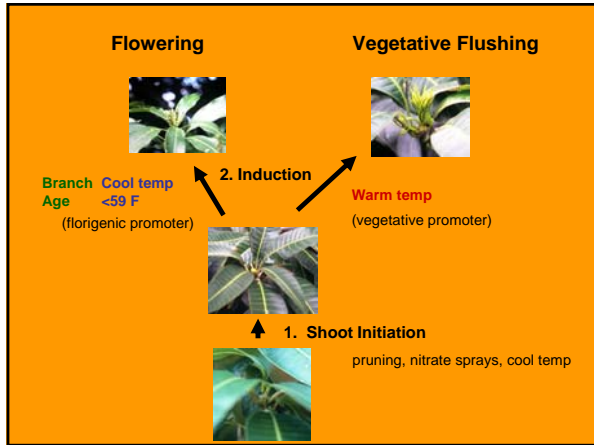 Flowering
Vegetative Flushing
2. Induction
Branch Cool temp
Age <59 F
(florigenic promoter)
Warm temp
(vegetative promoter)
1. Shoot Initiation
pruning, nitrate sprays, cool temp